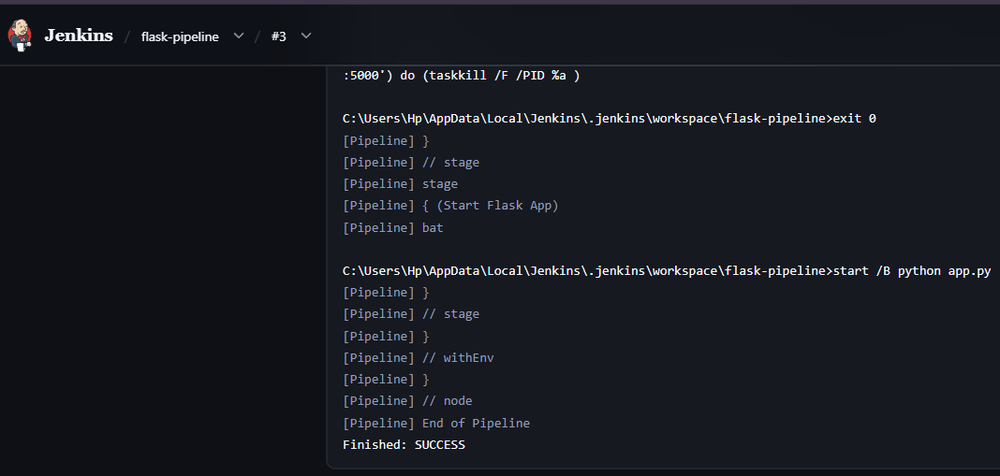 Jenkins / flask-pipeline / #3
:5000') do (taskkill /F /PID %a )
C:\Users\Hp\AppData\Local\Jenkins\.jenkins\workspace\flask-pipeline>exit 0
[Pipeline] }
[Pipeline] // stage
[Pipeline] stage
[Pipeline] { (Start Flask App)
[Pipeline] bat
C:\Users\Hp\AppData\Local\Jenkins\.jenkins\workspace\flask-pipeline>start /B python app.py
[Pipeline] }
[Pipeline] // stage
[Pipeline] }
[Pipeline] // withEnv
[Pipeline] }
[Pipeline] // node
[Pipeline] End of Pipeline
Finished: SUCCESS